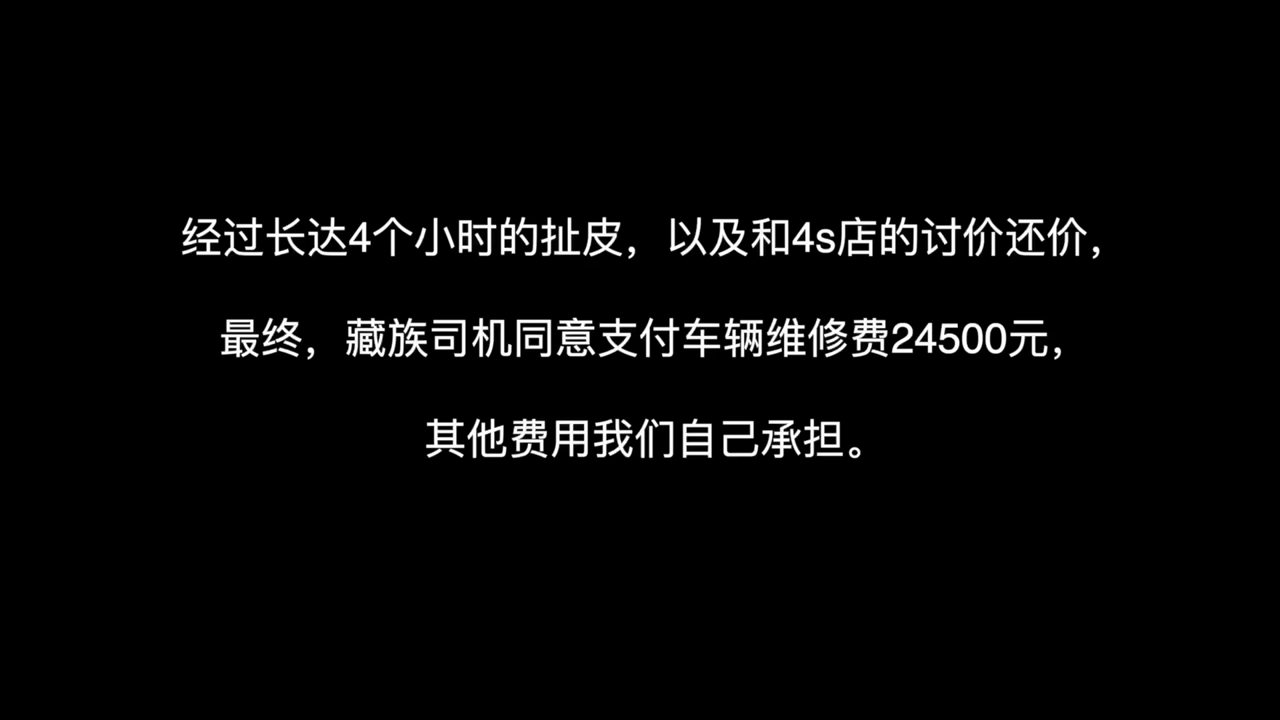 经过长达4个小时的扯皮，以及和4s店的讨价还价，
最终，藏族司机同意支付车辆维修费24500元，
其他费用我们自己承担。